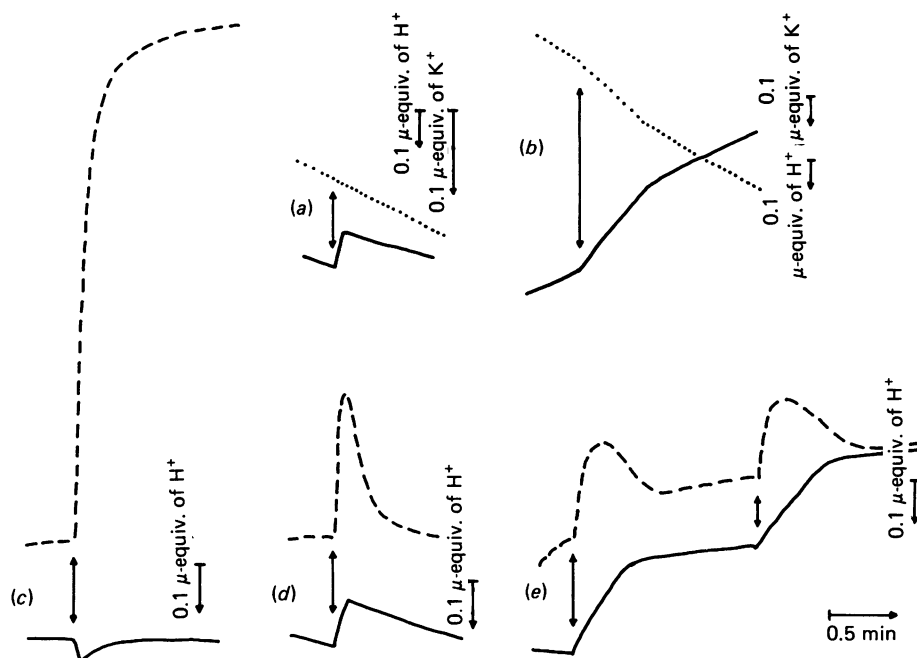 0.1 μ-equiv. of H⁺
0.1 μ-equiv. of K⁺
(a)
0.1
μ-equiv. of K⁺
0.1
μ-equiv. of H⁺
(b)
0.1 μ-equiv. of H⁺
(c)
0.1 μ-equiv. of H⁺
(d)
0.1 μ-equiv. of H⁺
(e)
0.5 min